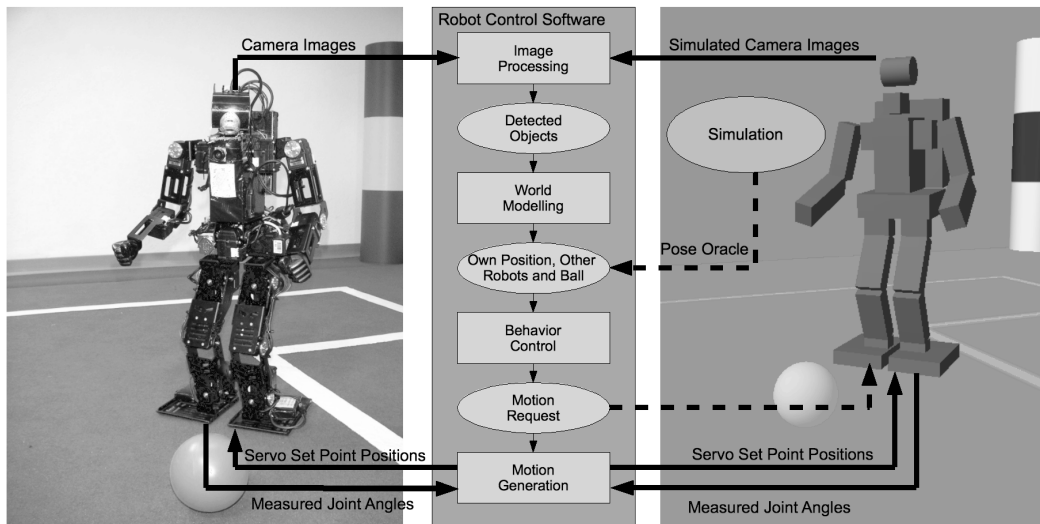 Robot Control Software
Camera Images
Image
Processing
Simulated Camera Images
Detected
Objects
Simulation
World
Modelling
Own Position, Other
Robots and Ball
Pose Oracle
Behavior
Control
Motion
Request
Servo Set Point Positions
Motion
Generation
Servo Set Point Positions
Measured Joint Angles
Measured Joint Angles